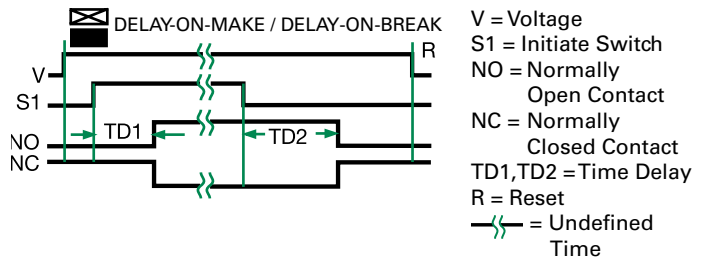 DELAY-ON-MAKE / DELAY-ON-BREAK
R
V
S1
TD1
TD2
NO
NC
V = Voltage
S1 = Initiate Switch
NO = Normally
Open Contact
NC = Normally
Closed Contact
TD1,TD2 = Time Delay
R = Reset
= Undefined
Time